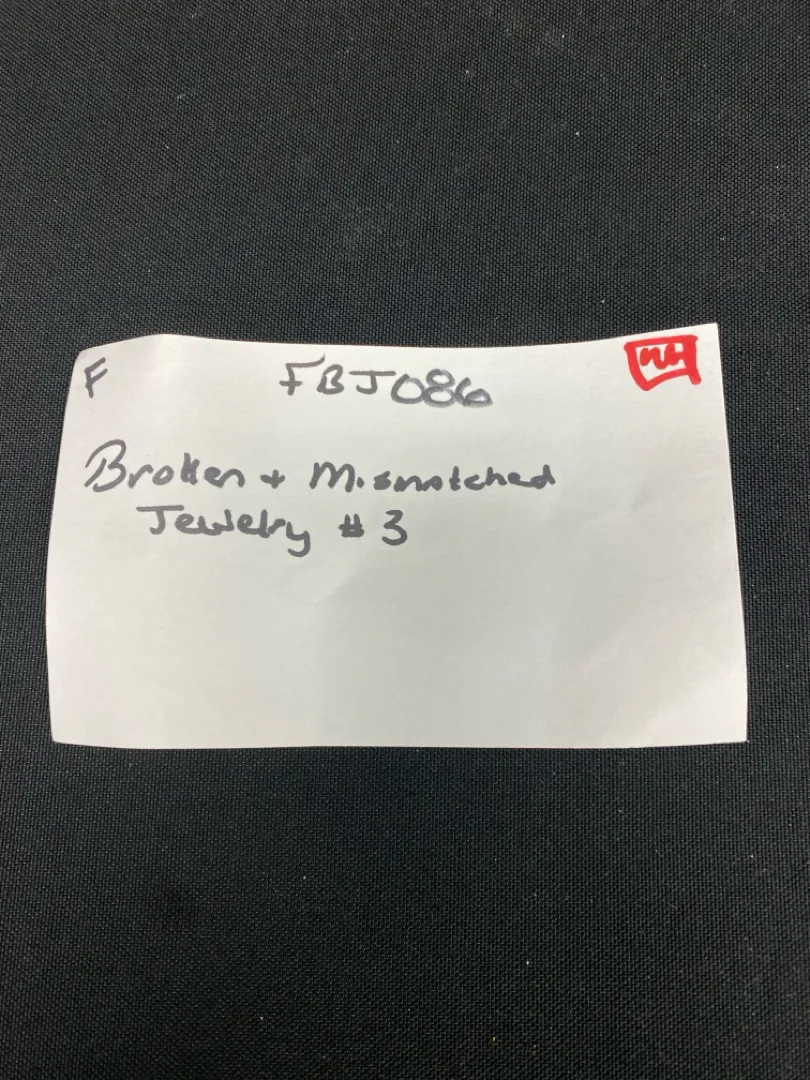 F FBJ086
Broken + Mismatched
Jewelry # 3